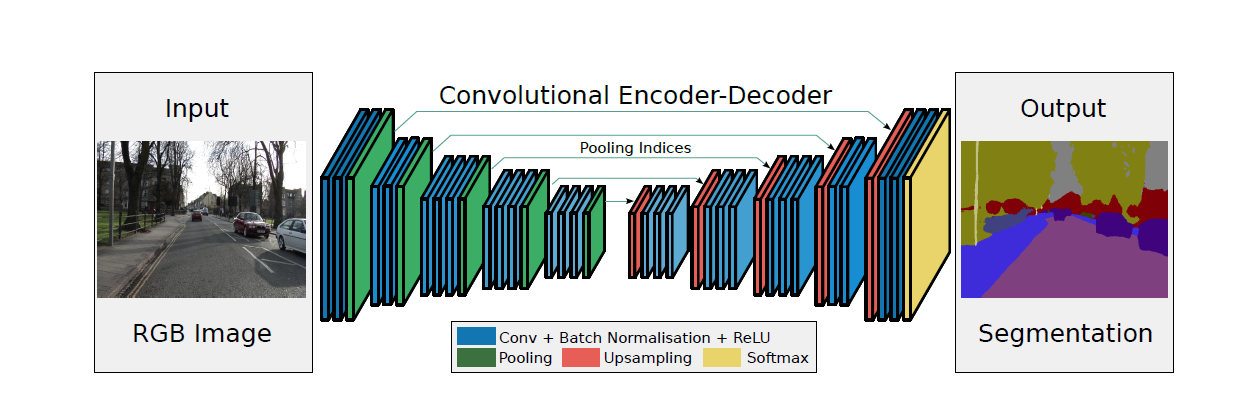 Convolutional Encoder-Decoder
Input
Output
Pooling Indices
RGB Image
Segmentation
Conv + Batch Normalisation + ReLU
Pooling
Upsampling
Softmax